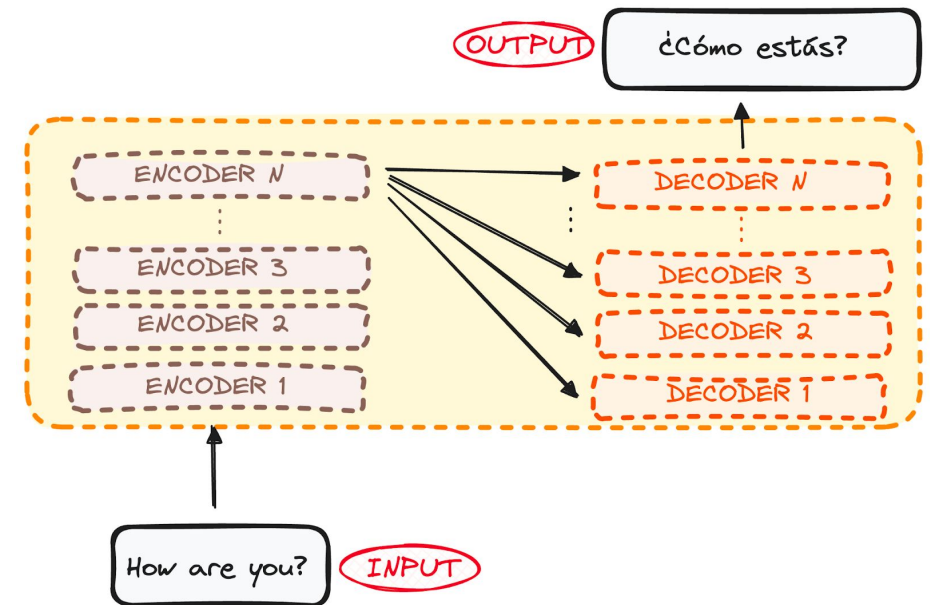 OUTPUT
¿Cómo estás?
ENCODER N
DECODER N
ENCODER 3
DECODER 3
ENCODER 2
DECODER 2
ENCODER 1
DECODER 1
How are you?
INPUT